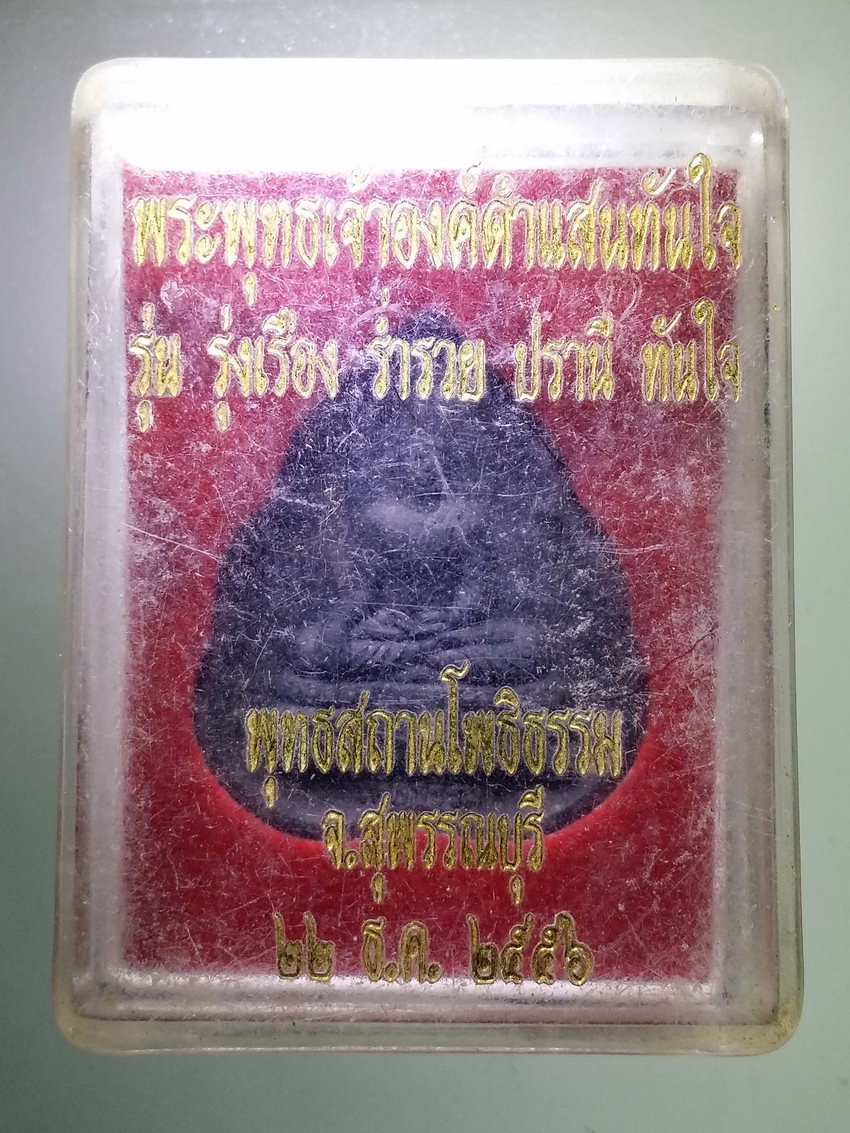 พระพุทธเจ้าองค์ดำแสนทันใจ
รุ่น รุ่งเรือง ร่ำรวย ปรานี ทันใจ
พุทธสถานโพธิธรรม
จ.สุพรรณบุรี
๒๒ ธ.ค. ๒๕๕๖